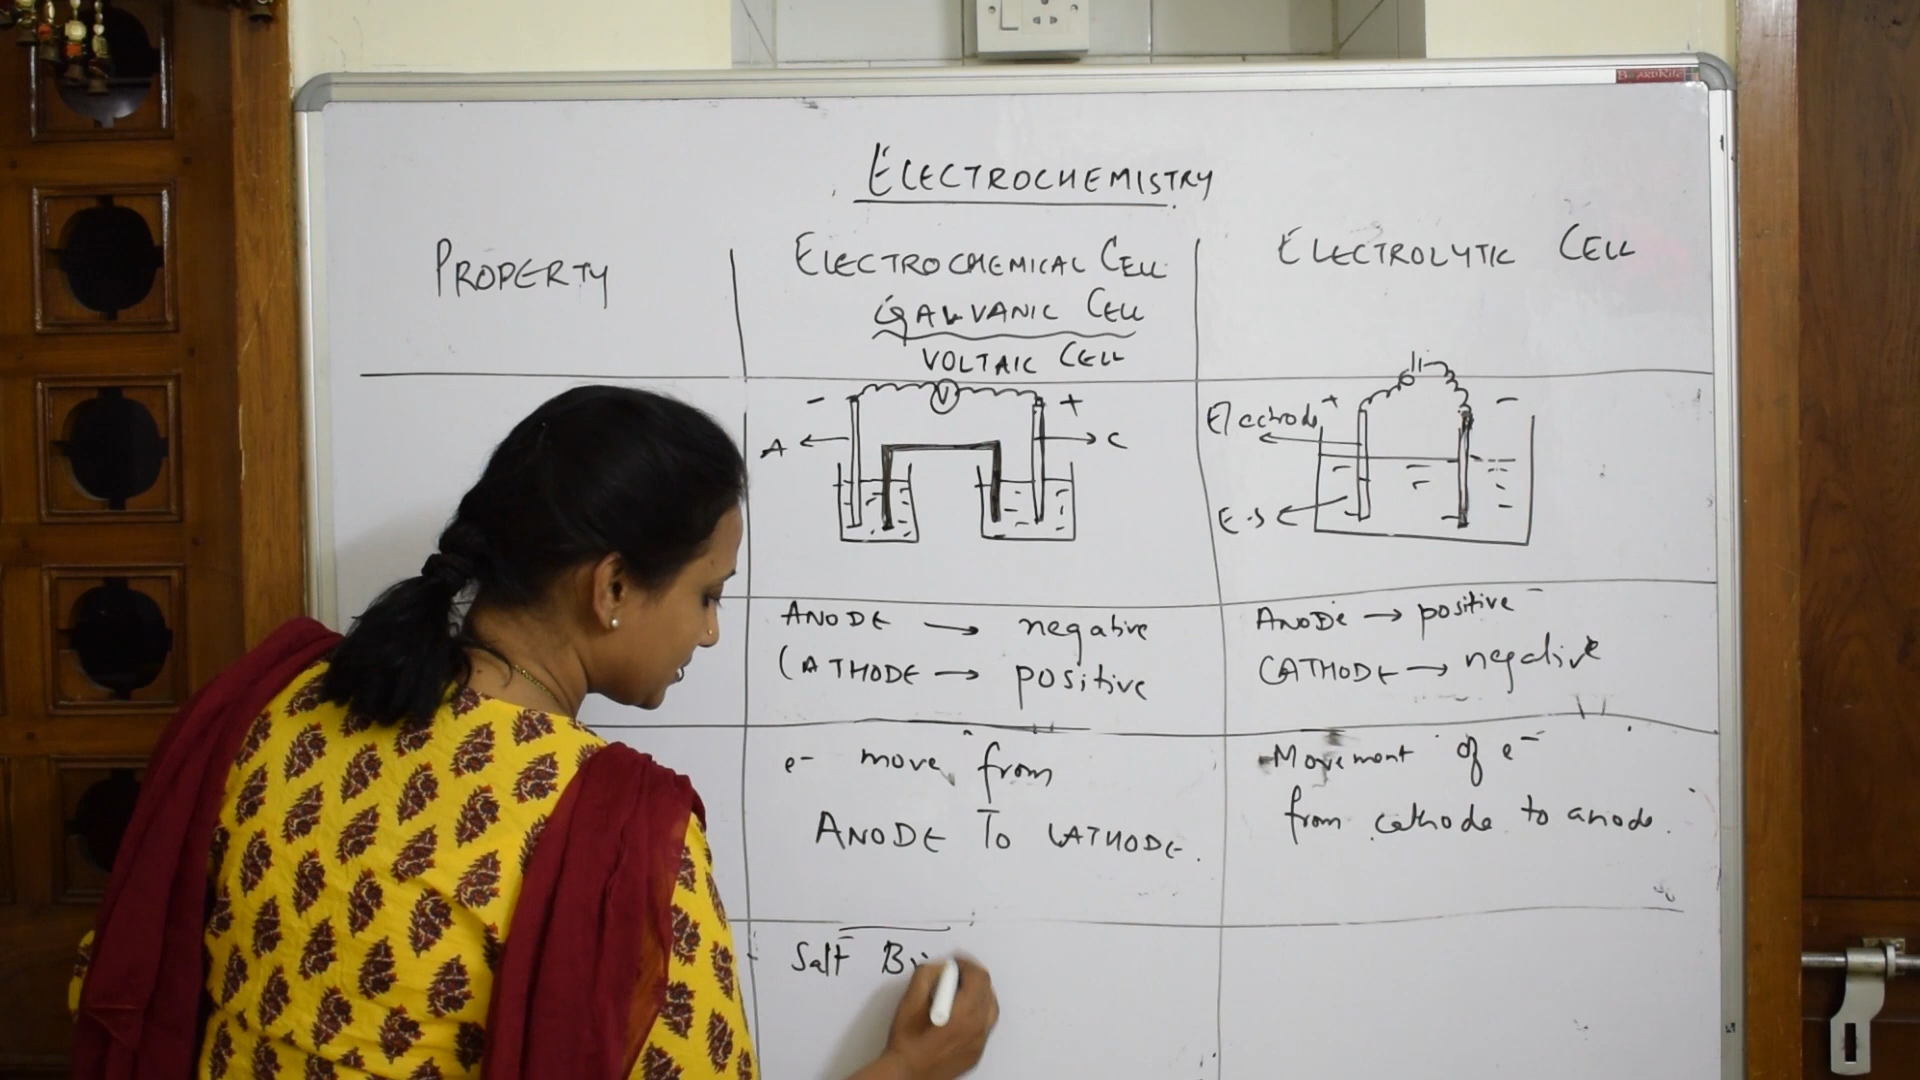 ELECTROCHEMISTRY
PROPERTY
ELECTROCHEMICAL CELL
GALVANIC CELL
VOLTAIC CELL
ELECTROLYTIC CELL
- V +
A C
Electrode + -
E.S
ANODE → negative
CATHODE → positive
ANODE → positive
CATHODE → negative
e- move from
ANODE TO CATHODE.
Movement of e-
from cathode to anode.
Salt Bri